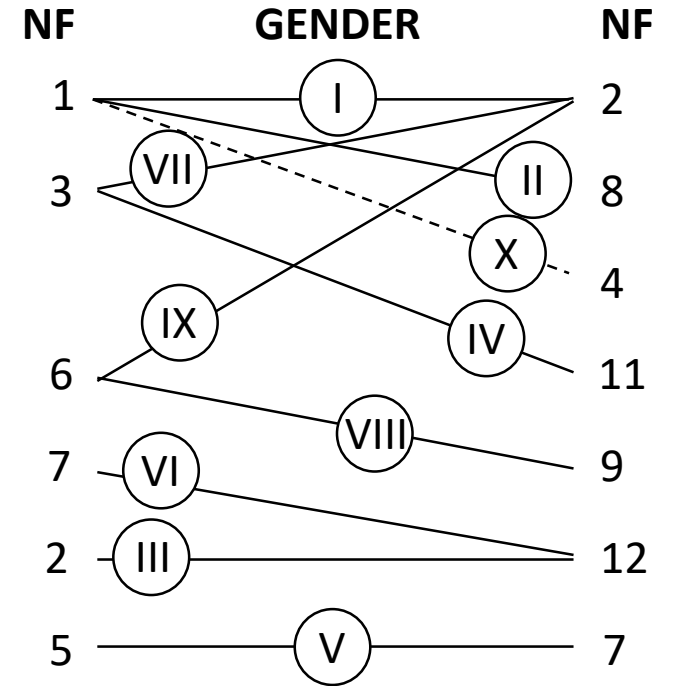 NF GENDER NF
1 I 2
3 VII II 8
X 4
IX IV
6 11
VIII
7 VI 9
2 III 12
5 V 7